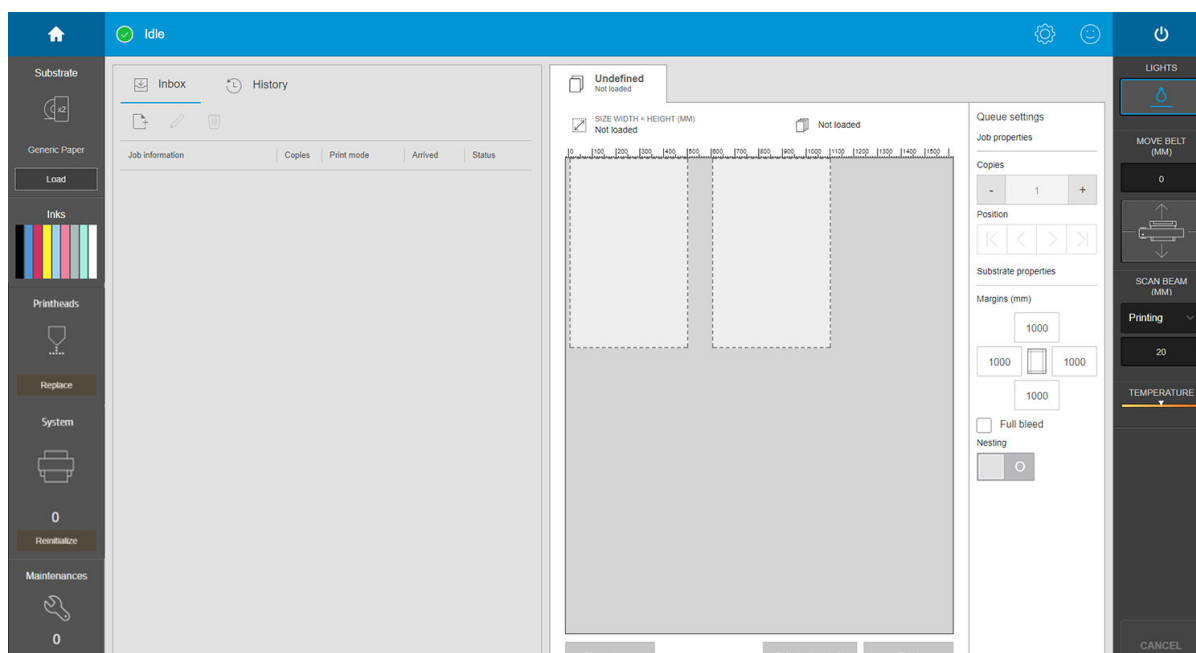 Idle
Substrate
x2
Generic Paper
Load
Inks
Printheads
Replace
System
0
Reinitialize
Maintenances
0
Inbox
History
Job information
Copies
Print mode
Arrived
Status
Undefined
Not loaded
SIZE WIDTH × HEIGHT (MM)
Not loaded
Not loaded
0 100 200 300 400 500 600 700 800 900 1000 1100 1200 1300 1400 1500
Queue settings
Job properties
Copies
- 1 +
Position
Substrate properties
Margins (mm)
1000
1000
1000
1000
Full bleed
Nesting
O
LIGHTS
MOVE BELT
(MM)
0
SCAN BEAM
(MM)
Printing
20
TEMPERATURE
CANCEL